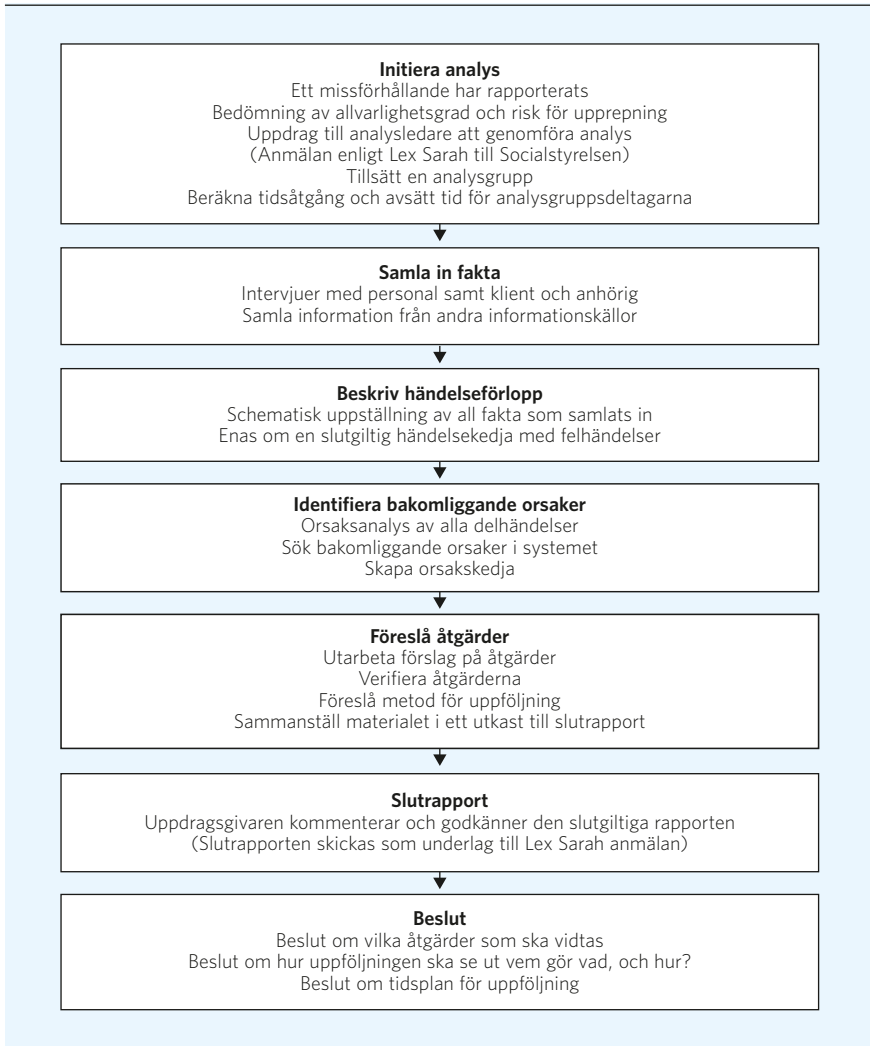 Initiera analys
Ett missförhållande har rapporterats
Bedömning av allvarlighetsgrad och risk för upprepning
Uppdrag till analysledare att genomföra analys
(Anmälan enligt Lex Sarah till Socialstyrelsen)
Tillsätt en analysgrupp
Beräkna tidsåtgång och avsätt tid för analysgruppsdeltagarna
Samla in fakta
Intervjuer med personal samt klient och anhörig
Samla information från andra informationskällor
Beskriv händelseförlopp
Schematisk uppställning av all fakta som samlats in
Enas om en slutgiltig händelsekedja med felhändelser
Identifiera bakomliggande orsaker
Orsaksanalys av alla delhändelser
Sök bakomliggande orsaker i systemet
Skapa orsakskedja
Föreslå åtgärder
Utarbeta förslag på åtgärder
Verifiera åtgärderna
Föreslå metod för uppföljning
Sammanställ materialet i ett utkast till slutrapport
Slutrapport
Uppdragsgivaren kommenterar och godkänner den slutgiltiga rapporten
(Slutrapporten skickas som underlag till Lex Sarah anmälan)
Beslut
Beslut om vilka åtgärder som ska vidtas
Beslut om hur uppföljningen ska se ut vem gör vad, och hur?
Beslut om tidsplan för uppföljning